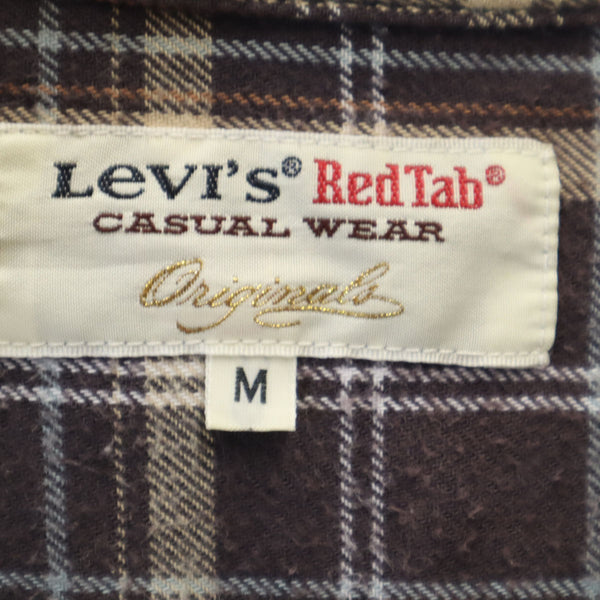 Levi's® RedTab®
CASUAL WEAR
Originals
M